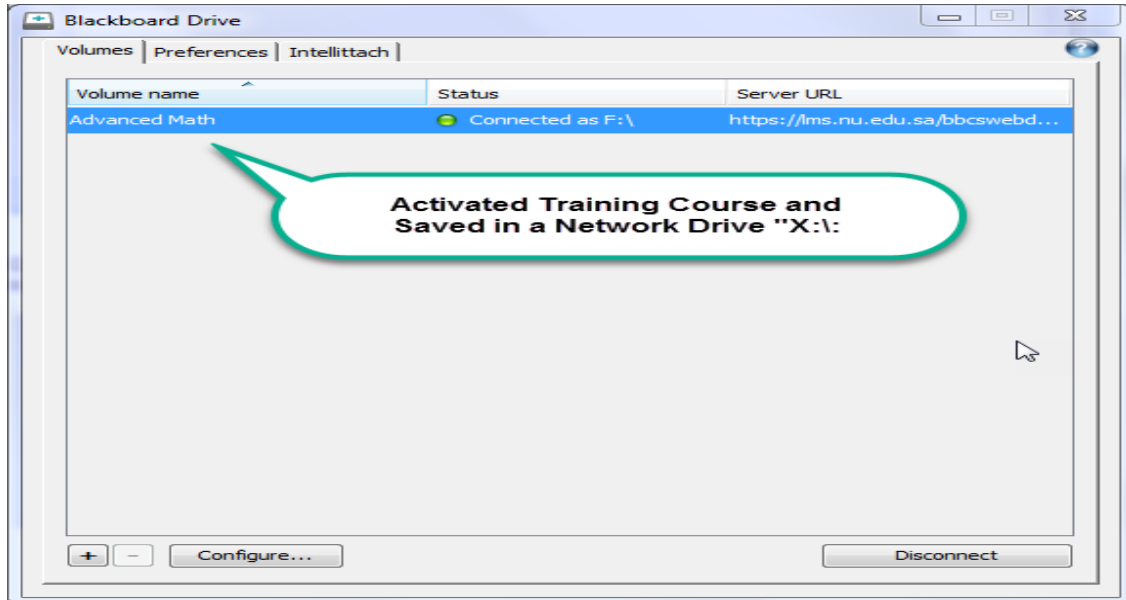 Blackboard Drive
Volumes Preferences Intellittach
Volume name Status Server URL
Advanced Math Connected as F:\ https://lms.nu.edu.sa/bbcswebd...
Activated Training Course and
Saved in a Network Drive "X:\:
+ - Configure... Disconnect